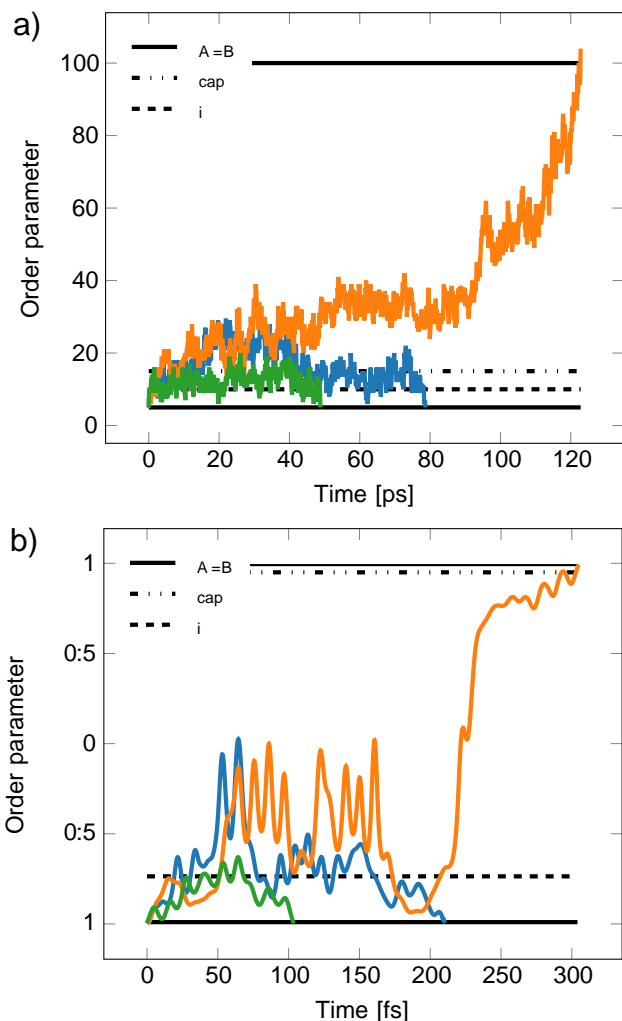 a)
A =B
cap
i
100
80
60
40
20
0
Order parameter
0 20 40 60 80 100 120
Time [ps]
b)
A =B
cap
i
1
0:5
0
0:5
1
Order parameter
0 50 100 150 200 250 300
Time [fs]